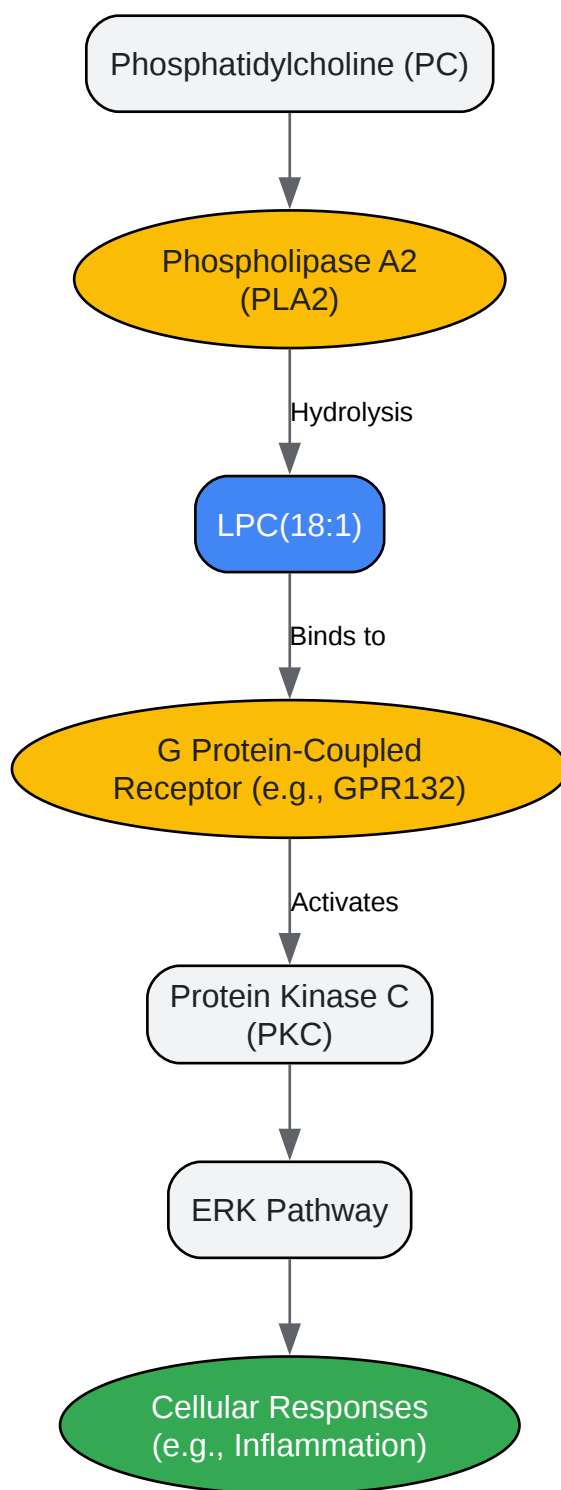 Phosphatidylcholine (PC)
Phospholipase A2
(PLA2)
Hydrolysis
LPC(18:1)
Binds to
G Protein-Coupled
Receptor (e.g., GPR132)
Activates
Protein Kinase C
(PKC)
ERK Pathway
Cellular Responses
(e.g., Inflammation)